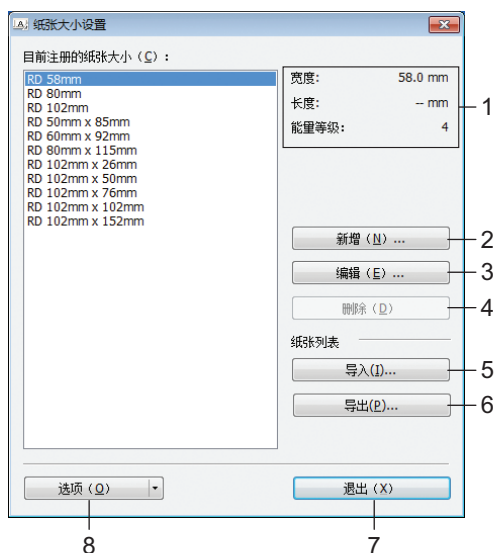 纸张大小设置
目前注册的纸张大小（C）：
RD 58mm
RD 80mm
RD 102mm
RD 50mm x 85mm
RD 60mm x 92mm
RD 80mm x 115mm
RD 102mm x 26mm
RD 102mm x 50mm
RD 102mm x 76mm
RD 102mm x 102mm
RD 102mm x 152mm
宽度： 58.0 mm
长度： -- mm
能量等级： 4
1
新增（N）... 2
编辑（E）... 3
删除（D） 4
纸张列表
导入(I)... 5
导出(P)... 6
选项（O）
退出（X）
8
7